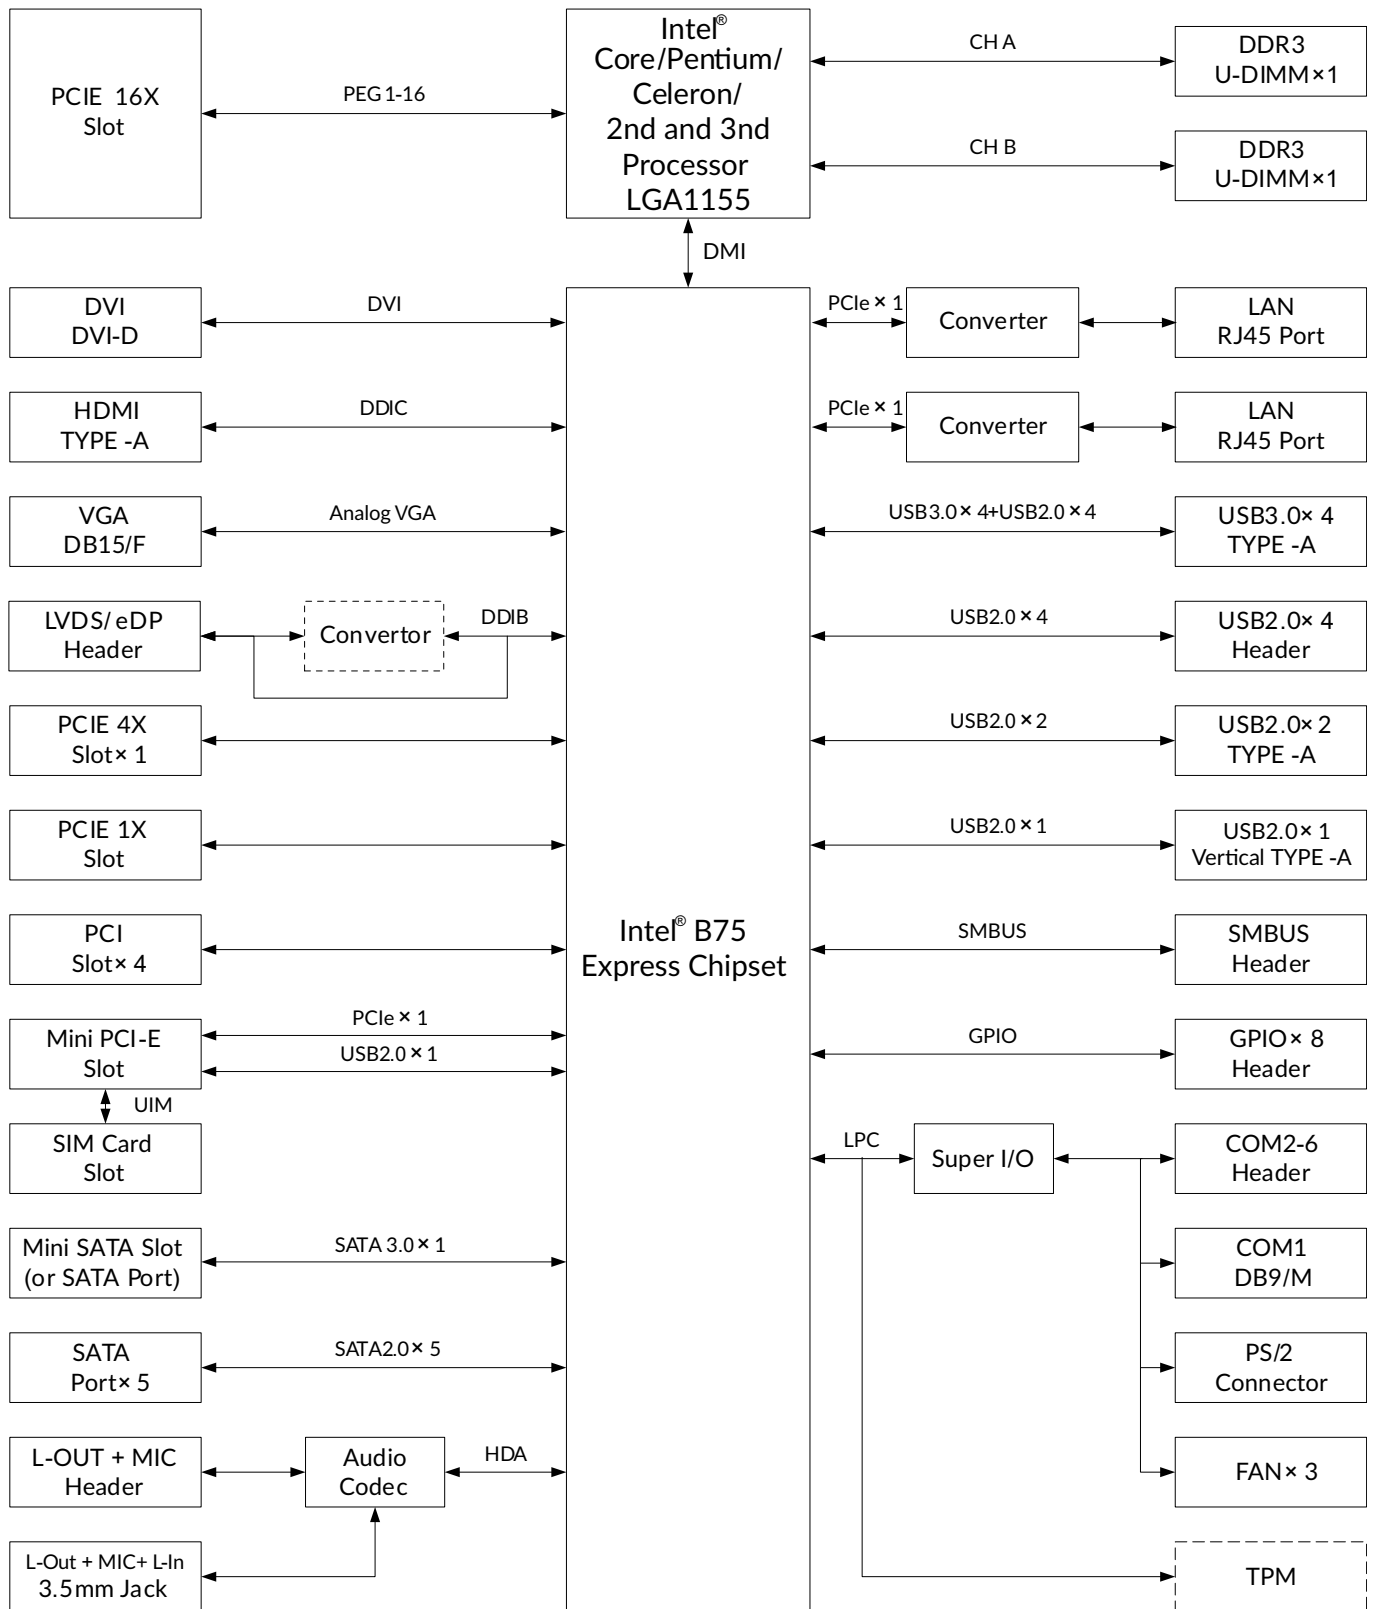 PCIE 16X
Slot
PEG 1-16
Intel®
Core/Pentium/
Celeron/
2nd and 3nd
Processor
LGA1155
CH A
DDR3
U-DIMM×1
CH B
DDR3
U-DIMM×1
DMI
DVI
DVI-D
DVI
PCIe × 1
Converter
LAN
RJ45 Port
HDMI
TYPE -A
DDIC
PCIe × 1
Converter
LAN
RJ45 Port
VGA
DB15/F
Analog VGA
USB3.0 × 4+USB2.0 × 4
USB3.0× 4
TYPE -A
LVDS/ eDP
Header
Convertor
DDIB
USB2.0 × 4
USB2.0× 4
Header
PCIE 4X
Slot× 1
USB2.0 × 2
USB2.0× 2
TYPE -A
PCIE 1X
Slot
USB2.0 × 1
USB2.0× 1
Vertical TYPE -A
PCI
Slot× 4
Intel® B75
Express Chipset
SMBUS
SMBUS
Header
Mini PCI-E
Slot
PCIe × 1
USB2.0 × 1
GPIO
GPIO× 8
Header
UIM
SIM Card
Slot
LPC
Super I/O
COM2-6
Header
Mini SATA Slot
(or SATA Port)
SATA 3.0 × 1
COM1
DB9/M
SATA
Port× 5
SATA2.0 × 5
PS/2
Connector
L-OUT + MIC
Header
Audio
Codec
HDA
FAN× 3
L-Out + MIC+ L-In
3.5mm Jack
TPM